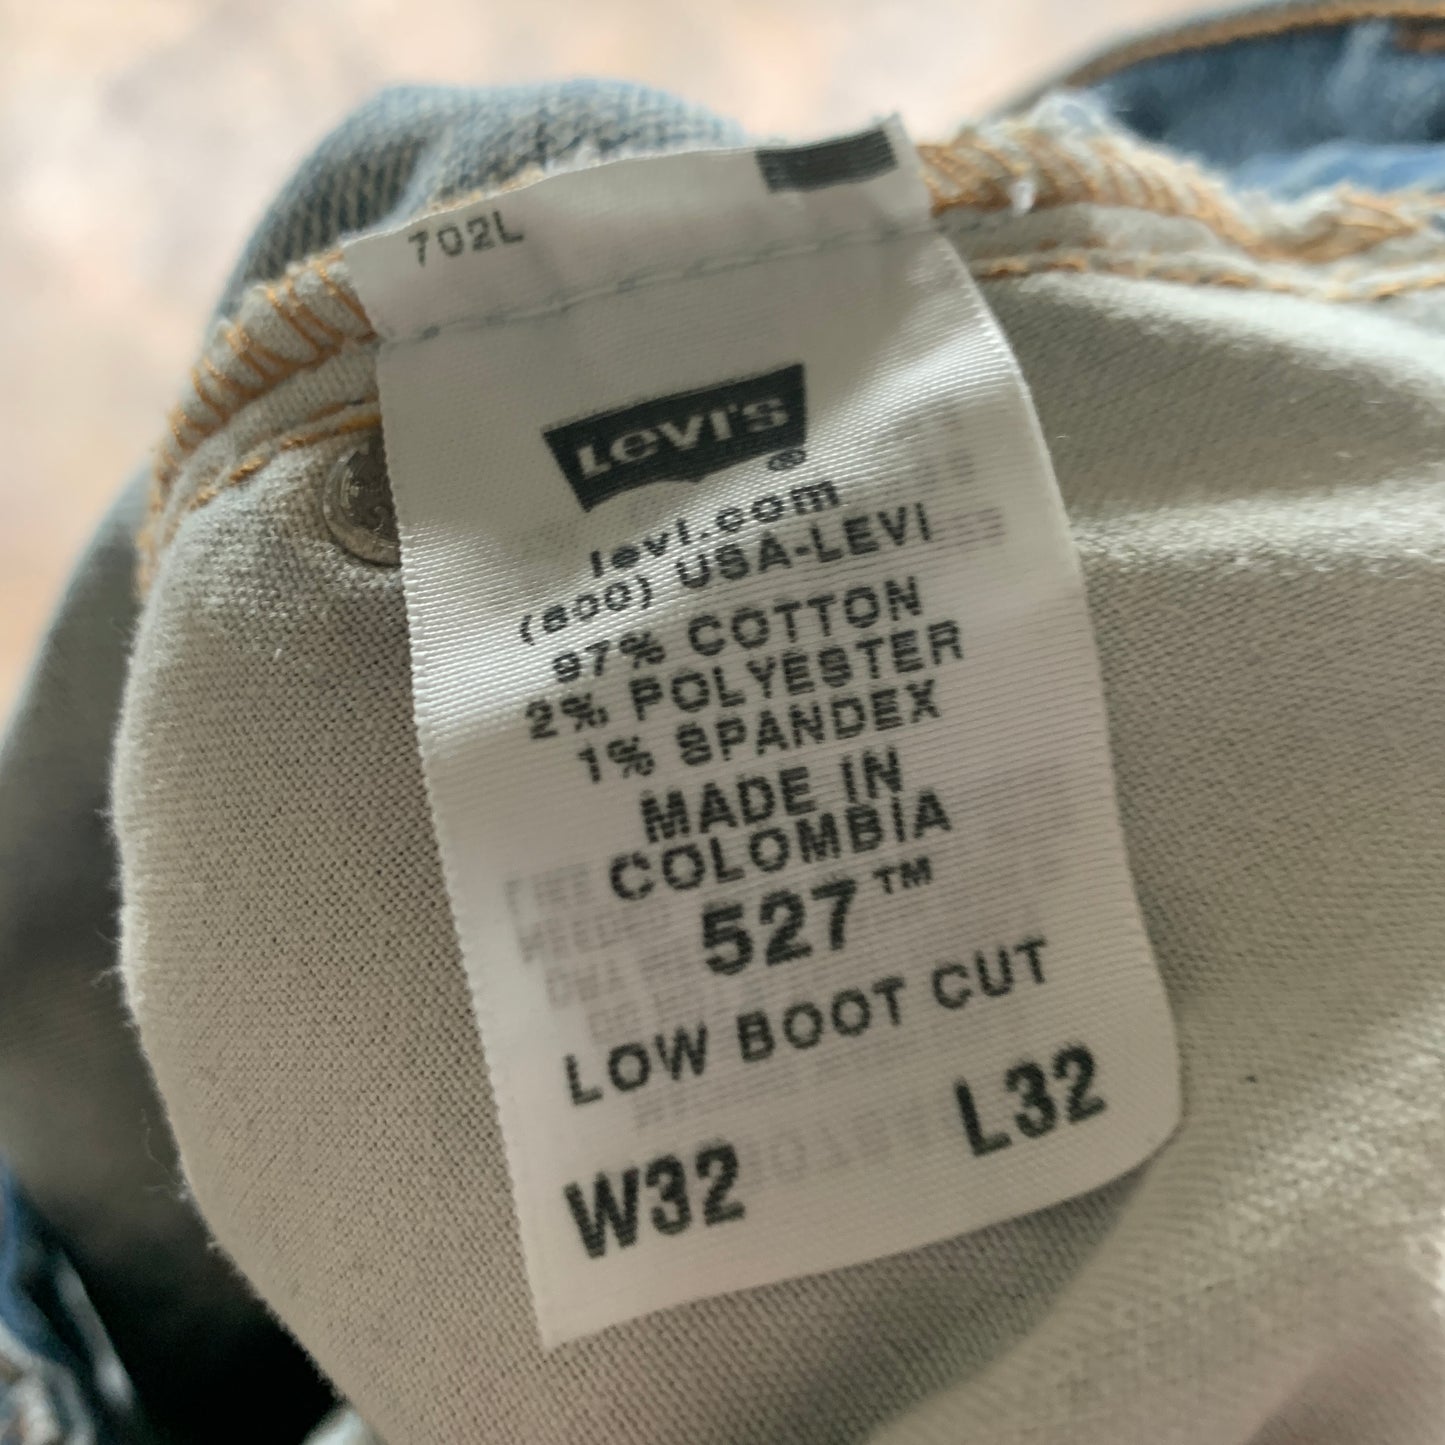 702L
Levi's®
levi.com
(800) USA-LEVI
97% COTTON
2% POLYESTER
1% SPANDEX
MADE IN
COLOMBIA
527™
LOW BOOT CUT
W32 L32